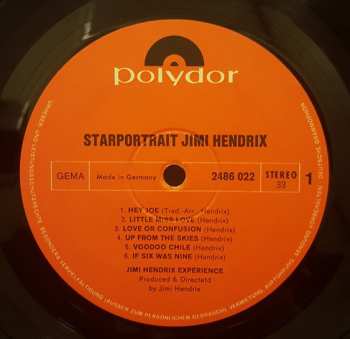 polydor
STARPORTRAIT JIMI HENDRIX
GEMA
Made in Germany
2486 022
STEREO
33
1
1. HEY JOE (Trad.-Arr.: Hendrix)
2. LITTLE MISS LOVE (Hendrix)
3. LOVE OR CONFUSION (Hendrix)
4. UP FROM THE SKIES (Hendrix)
5. VOODOO CHILE (Hendrix)
6. IF SIX WAS NINE (Hendrix)
JIMI HENDRIX EXPERIENCE
Produced & Directetd
by Jimi Hendrix